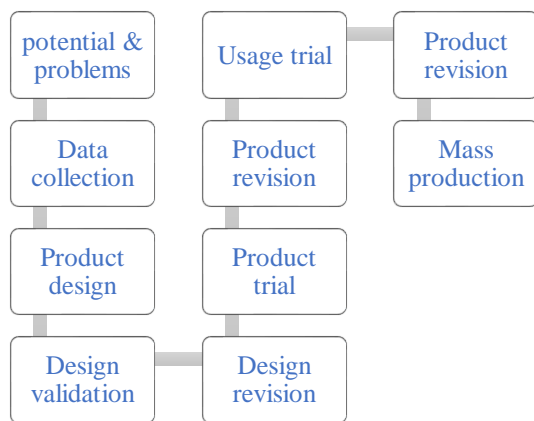 potential &
problems
Data
collection
Product
design
Design
validation
Design
revision
Product
trial
Product
revision
Usage trial
Product
revision
Mass
production